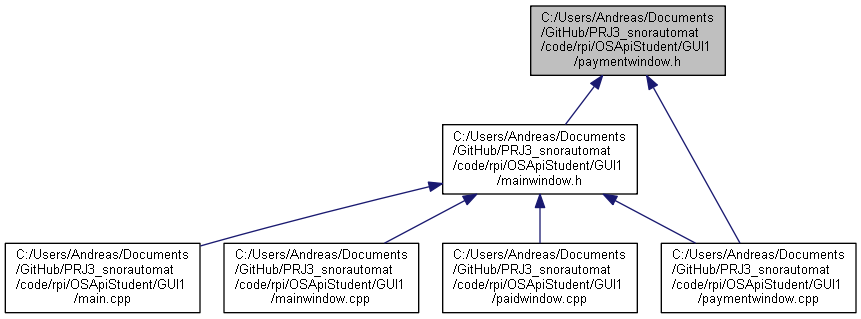 C:/Users/Andreas/Documents
/GitHub/PRJ3_snorautomat
/code/rpi/OSApiStudent/GUI1
/paymentwindow.h
C:/Users/Andreas/Documents
/GitHub/PRJ3_snorautomat
/code/rpi/OSApiStudent/GUI1
/mainwindow.h
C:/Users/Andreas/Documents
/GitHub/PRJ3_snorautomat
/code/rpi/OSApiStudent/GUI1
/main.cpp
C:/Users/Andreas/Documents
/GitHub/PRJ3_snorautomat
/code/rpi/OSApiStudent/GUI1
/mainwindow.cpp
C:/Users/Andreas/Documents
/GitHub/PRJ3_snorautomat
/code/rpi/OSApiStudent/GUI1
/paidwindow.cpp
C:/Users/Andreas/Documents
/GitHub/PRJ3_snorautomat
/code/rpi/OSApiStudent/GUI1
/paymentwindow.cpp